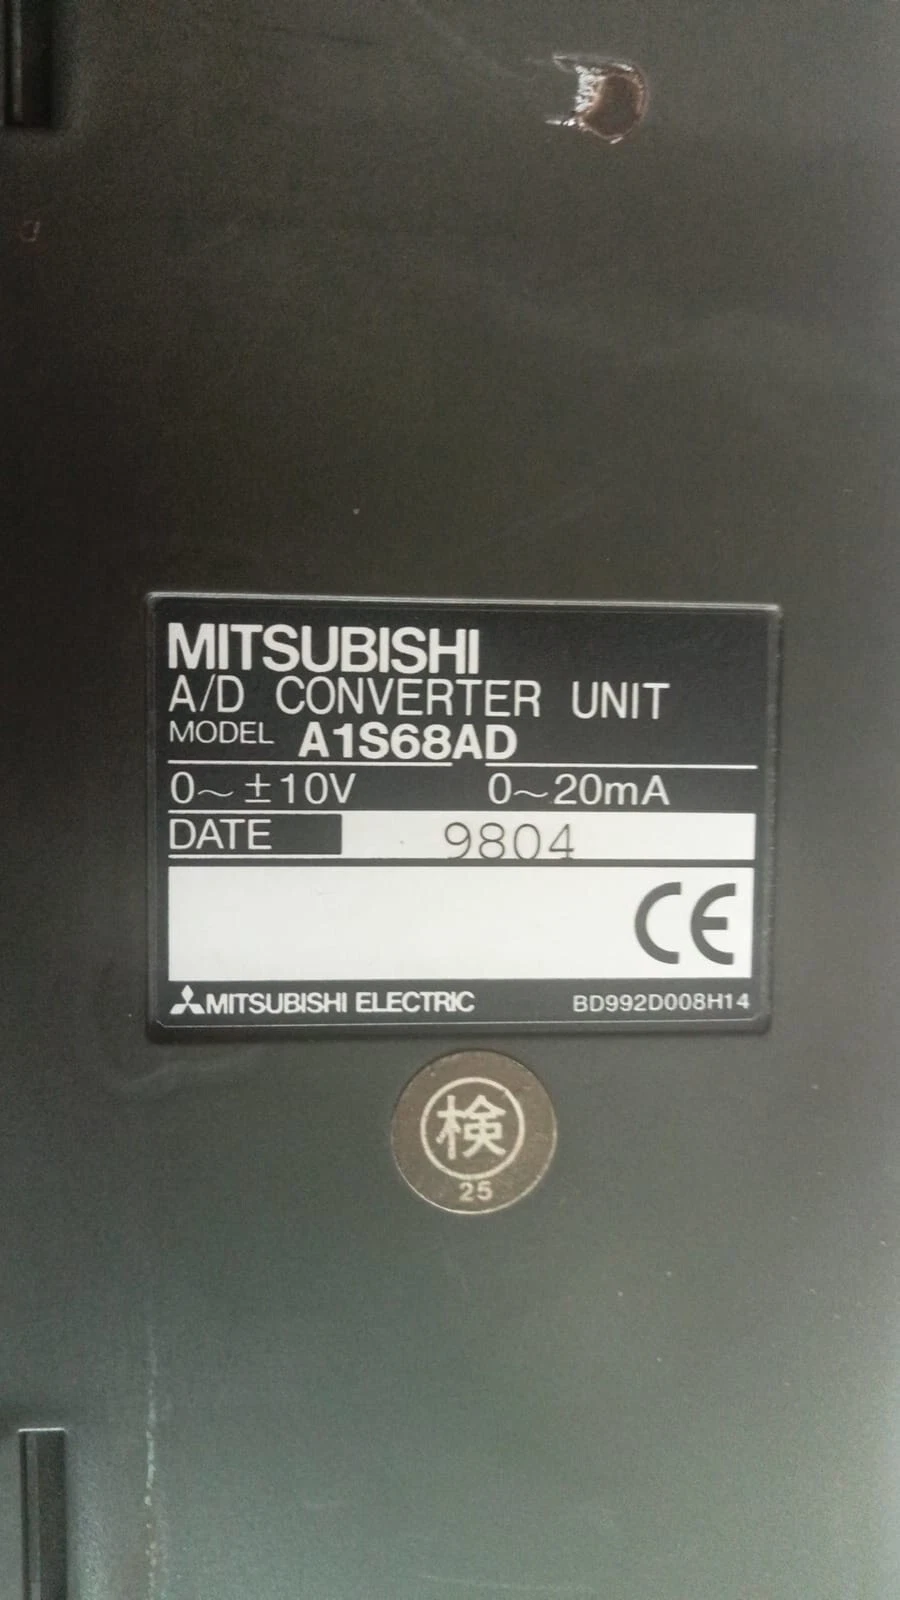 MITSUBISHI
A/D CONVERTER UNIT
MODEL A1S68AD
0~±10V 0~20mA
DATE 9804
CE
MITSUBISHI ELECTRIC BD992D008H14
検
25